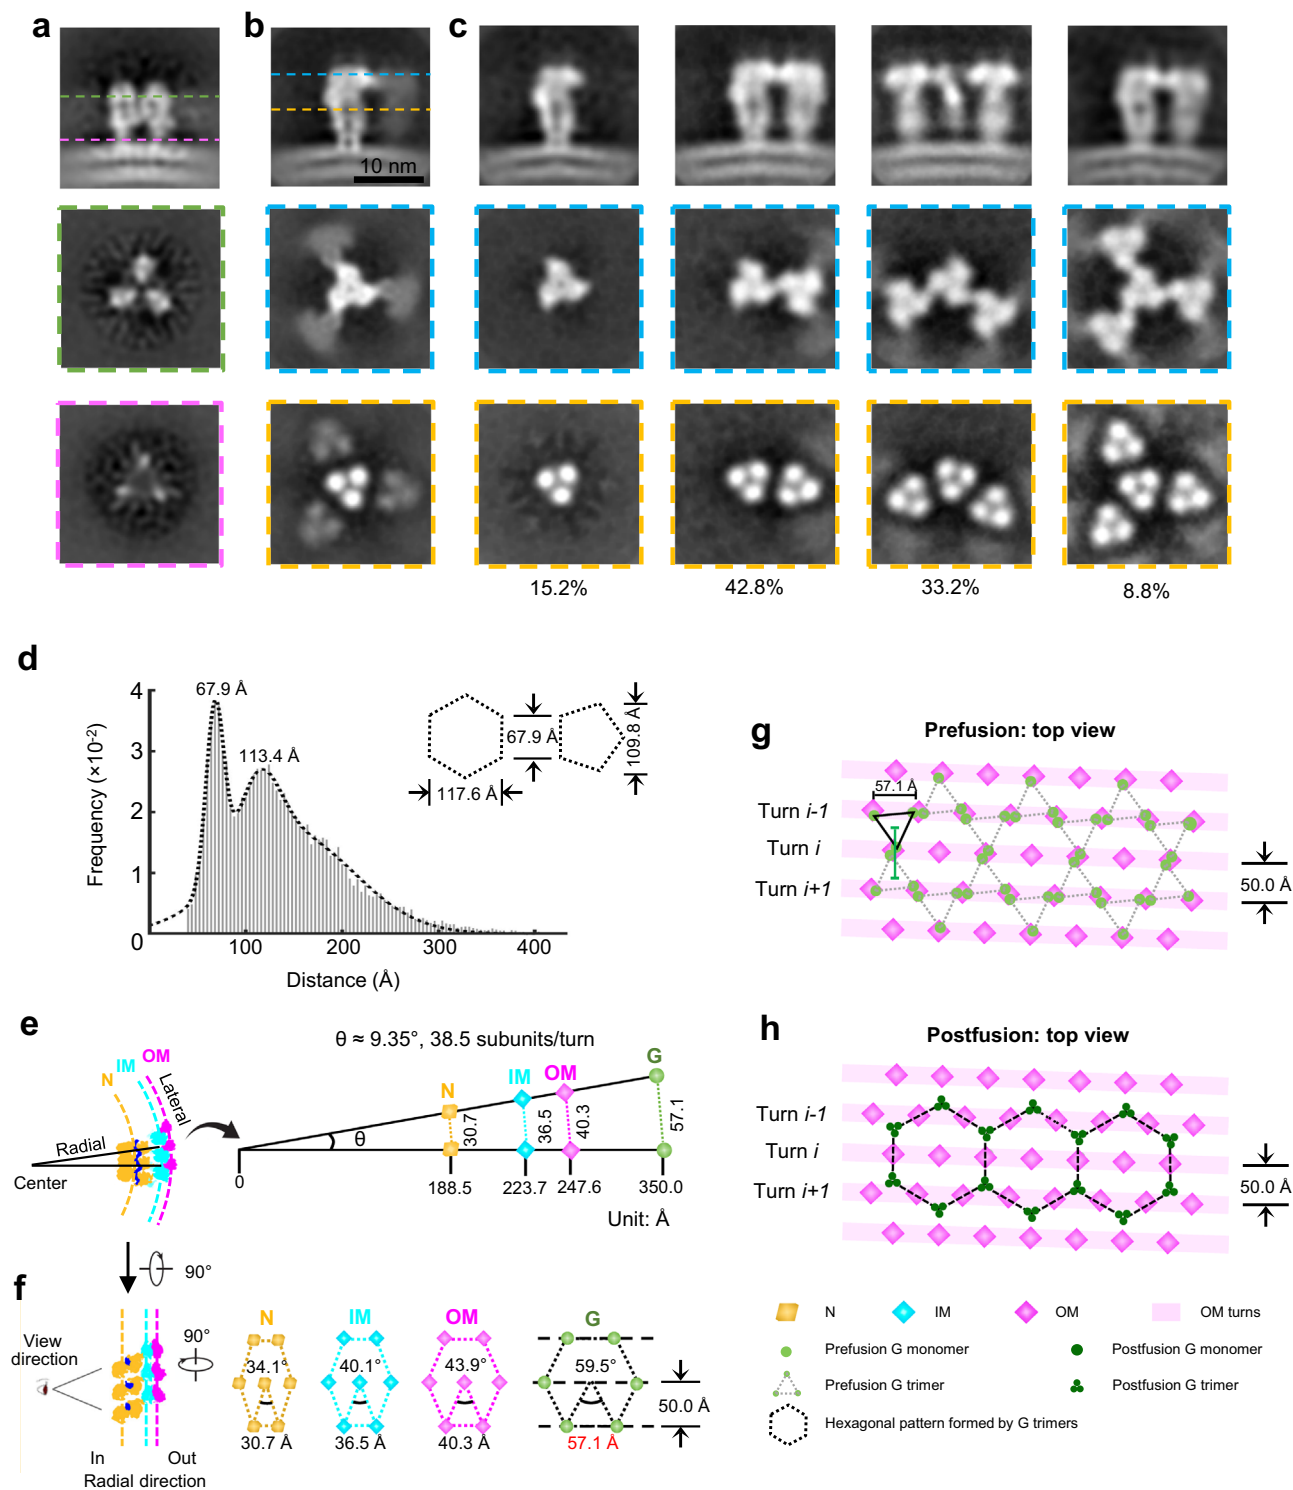 a
b
c
10 nm
15.2%
42.8%
33.2%
8.8%
d
67.9 Å
113.4 Å
Frequency (×10⁻²)
4
3
2
1
0
100
200
300
400
Distance (Å)
67.9 Å
109.8 Å
117.6 Å
g
Prefusion: top view
57.1 Å
Turn i-1
Turn i
Turn i+1
50.0 Å
e
θ ≈ 9.35°, 38.5 subunits/turn
N
IM
OM
Lateral
Radial
Center
N
IM
OM
G
30.7
36.5
40.3
57.1
θ
0
188.5
223.7
247.6
350.0
Unit: Å
90°
h
Postfusion: top view
Turn i-1
Turn i
Turn i+1
50.0 Å
f
View
direction
90°
In
Out
Radial direction
N
IM
OM
G
34.1°
40.1°
43.9°
59.5°
30.7 Å
36.5 Å
40.3 Å
57.1 Å
50.0 Å
N
IM
OM
OM turns
Prefusion G monomer
Postfusion G monomer
Prefusion G trimer
Postfusion G trimer
Hexagonal pattern formed by G trimers